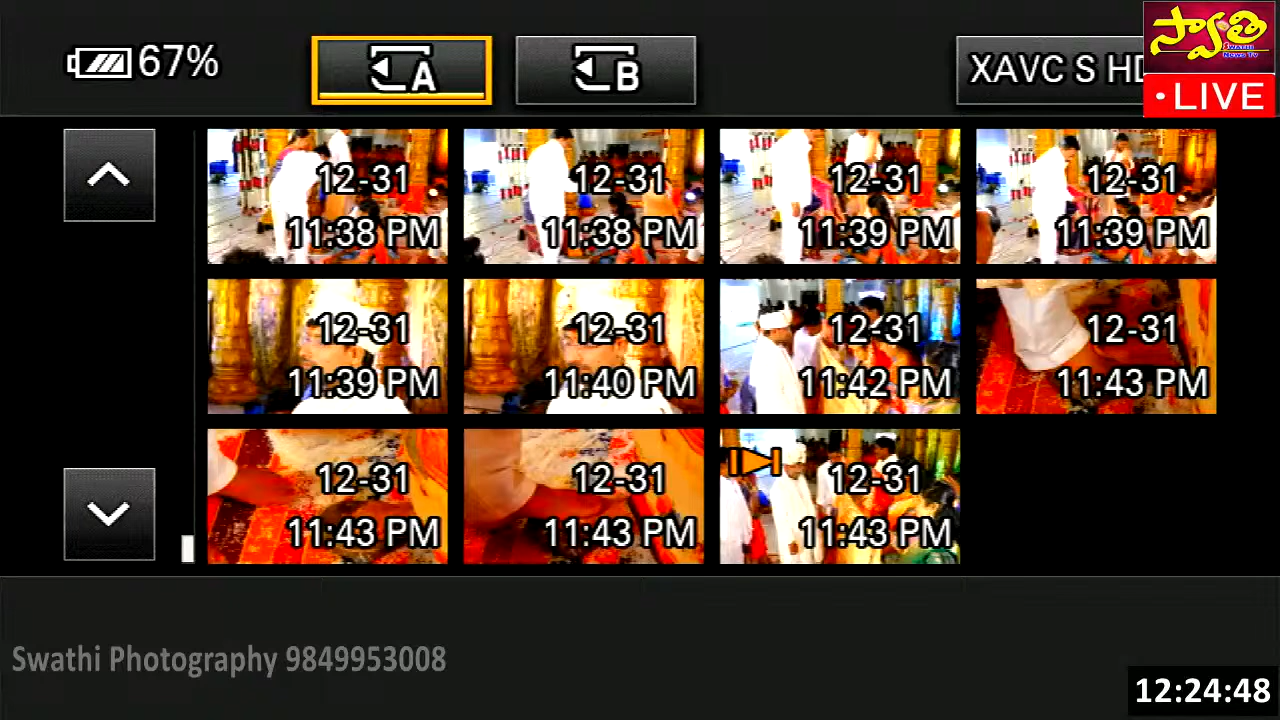 67%
A
B
XAVC S HD
స్వాతి
SWATHI
News Tv
• LIVE
12-31
11:38 PM
12-31
11:38 PM
12-31
11:39 PM
12-31
11:39 PM
12-31
11:39 PM
12-31
11:40 PM
12-31
11:42 PM
12-31
11:43 PM
12-31
11:43 PM
12-31
11:43 PM
12-31
11:43 PM
Swathi Photography 9849953008
12:24:48